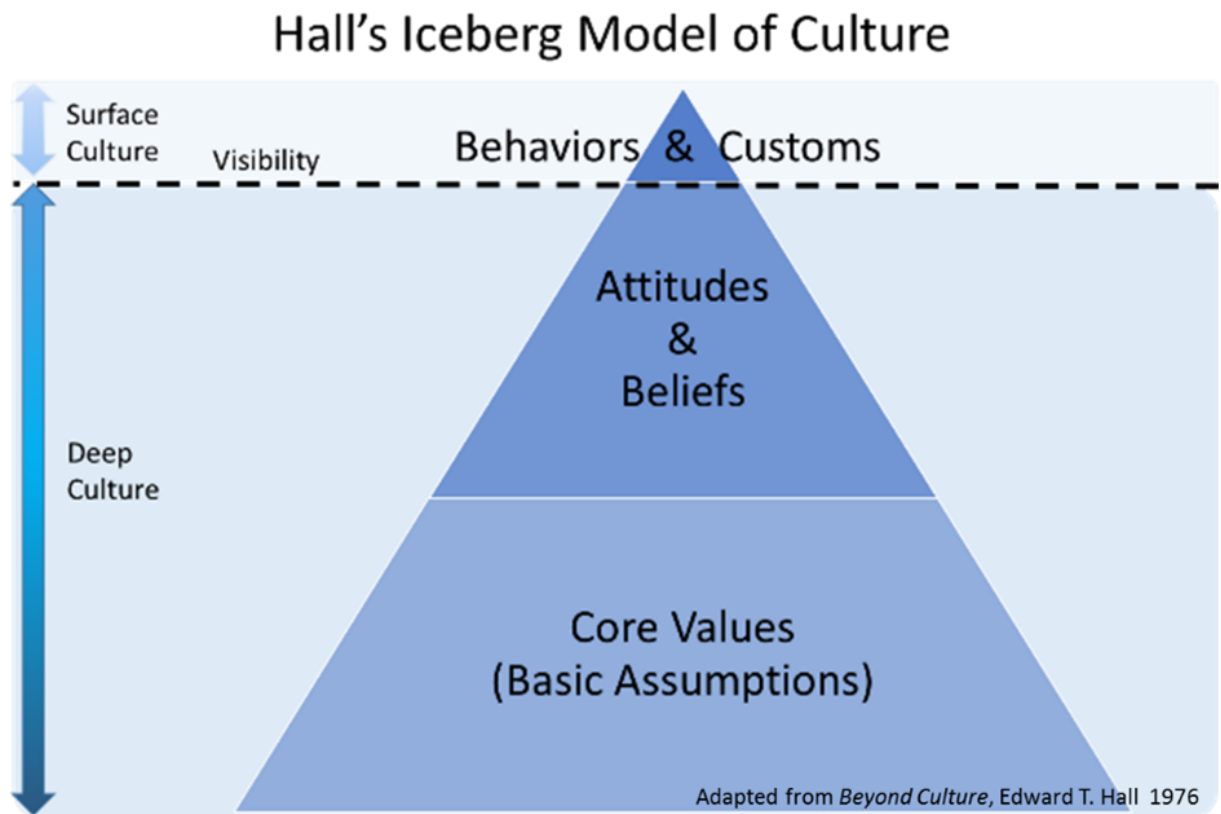 Hall’s Iceberg Model of Culture
Surface
Culture
Visibility
Behaviors & Customs
Attitudes
&
Beliefs
Deep
Culture
Core Values
(Basic Assumptions)
Adapted from Beyond Culture, Edward T. Hall 1976